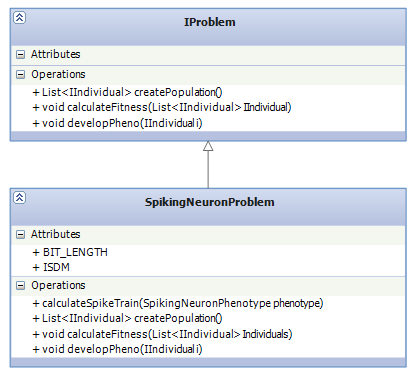 IProblem
Attributes
Operations
+ List<IIndividual> createPopulation()
+ void calculateFitness(List<IIndividual> IIndividual)
+ void developPheno(IIndividual i)
SpikingNeuronProblem
Attributes
+ BIT_LENGTH
+ ISDM
Operations
+ calculateSpikeTrain(SpikingNeuronPhenotype phenotype)
+ List<IIndividual> createPopulation()
+ void calculateFitness(List<IIndividual> Individuals)
+ void developPheno(IIndividual i)